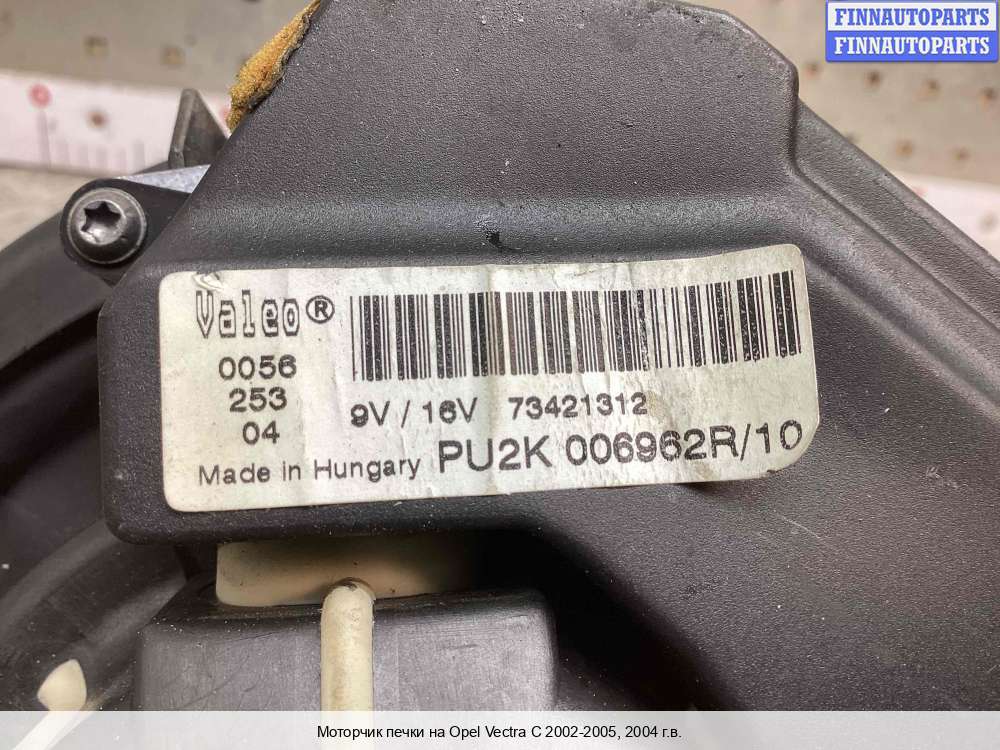 FINNAUTOPARTS
FINNAUTOPARTS
Valeo®
0056
253
04
9V / 16V 73421312
Made in Hungary PU2K 006962R/10
Моторчик печки на Opel Vectra C 2002-2005, 2004 г.в.